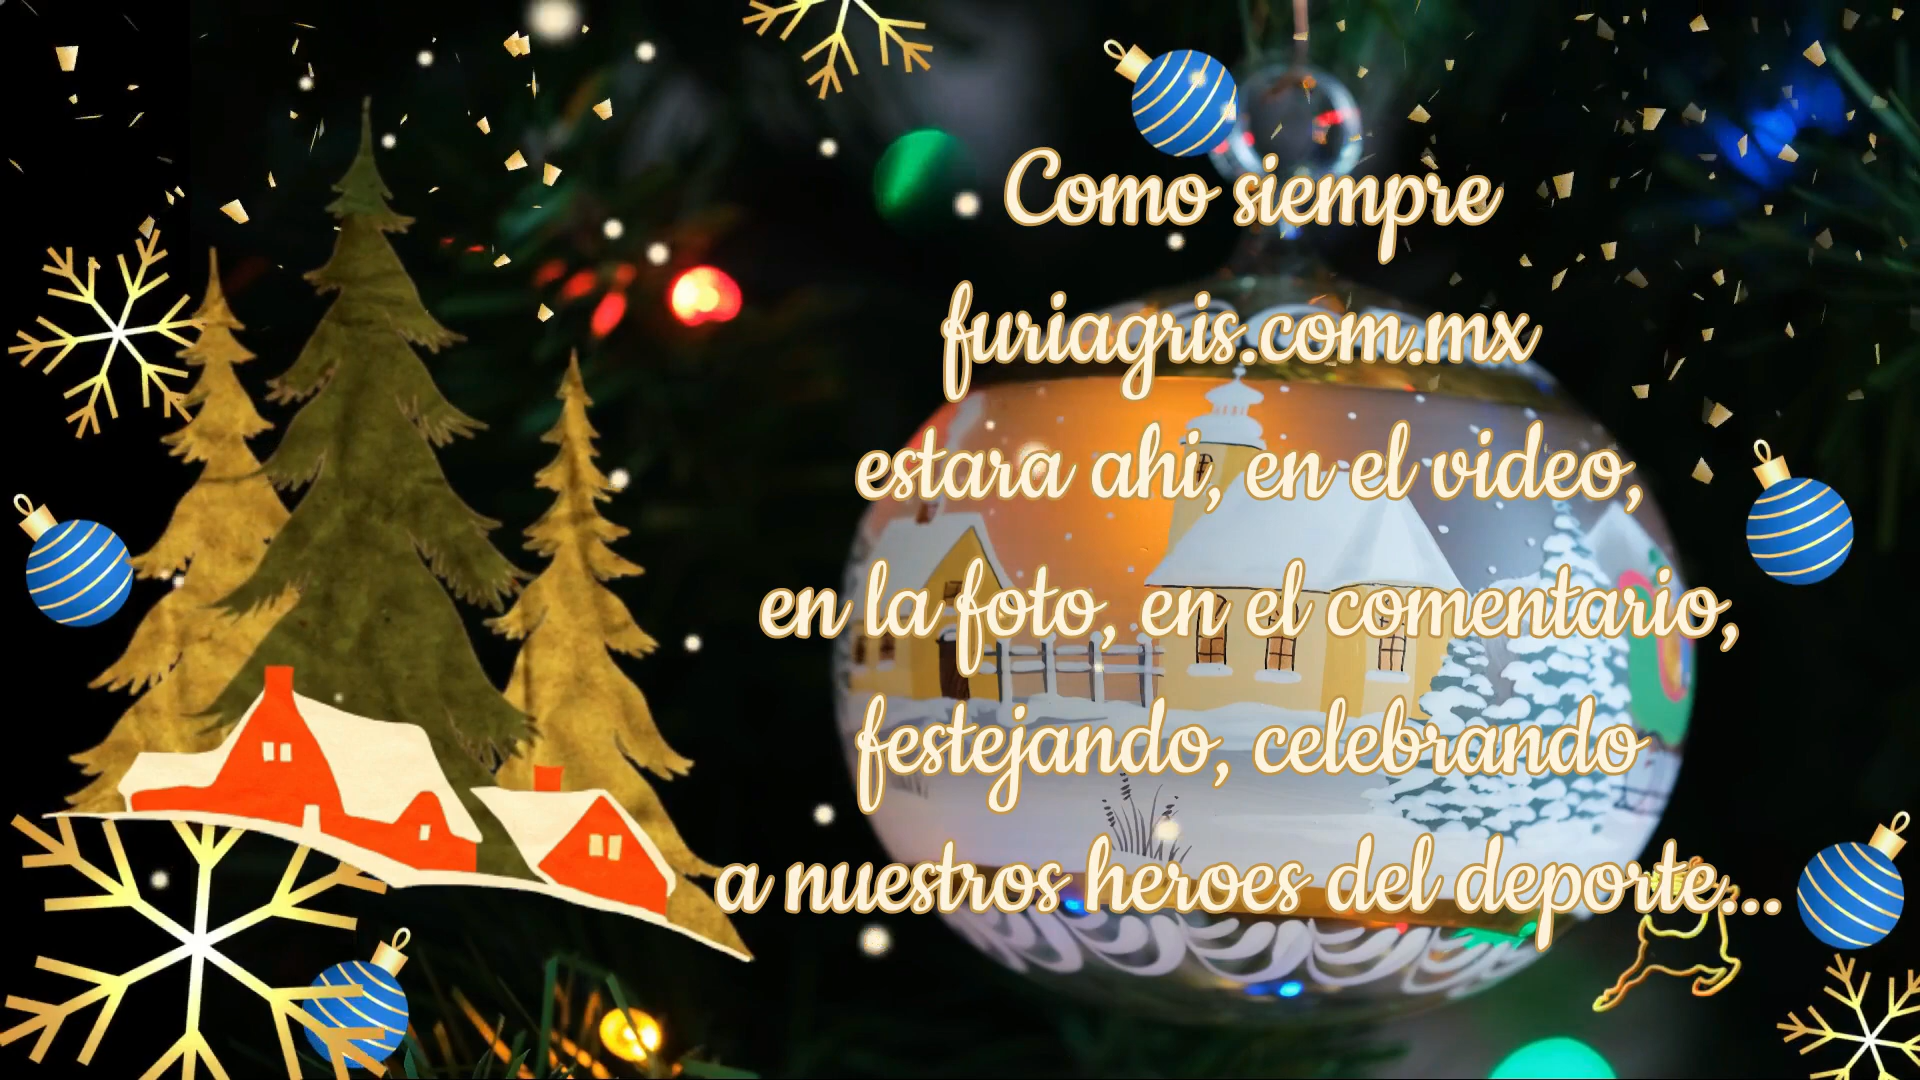 Como siempre
furiagris.com.mx
estara ahi, en el video,
en la foto, en el comentario,
festejando, celebrando
a nuestros heroes del deporte...